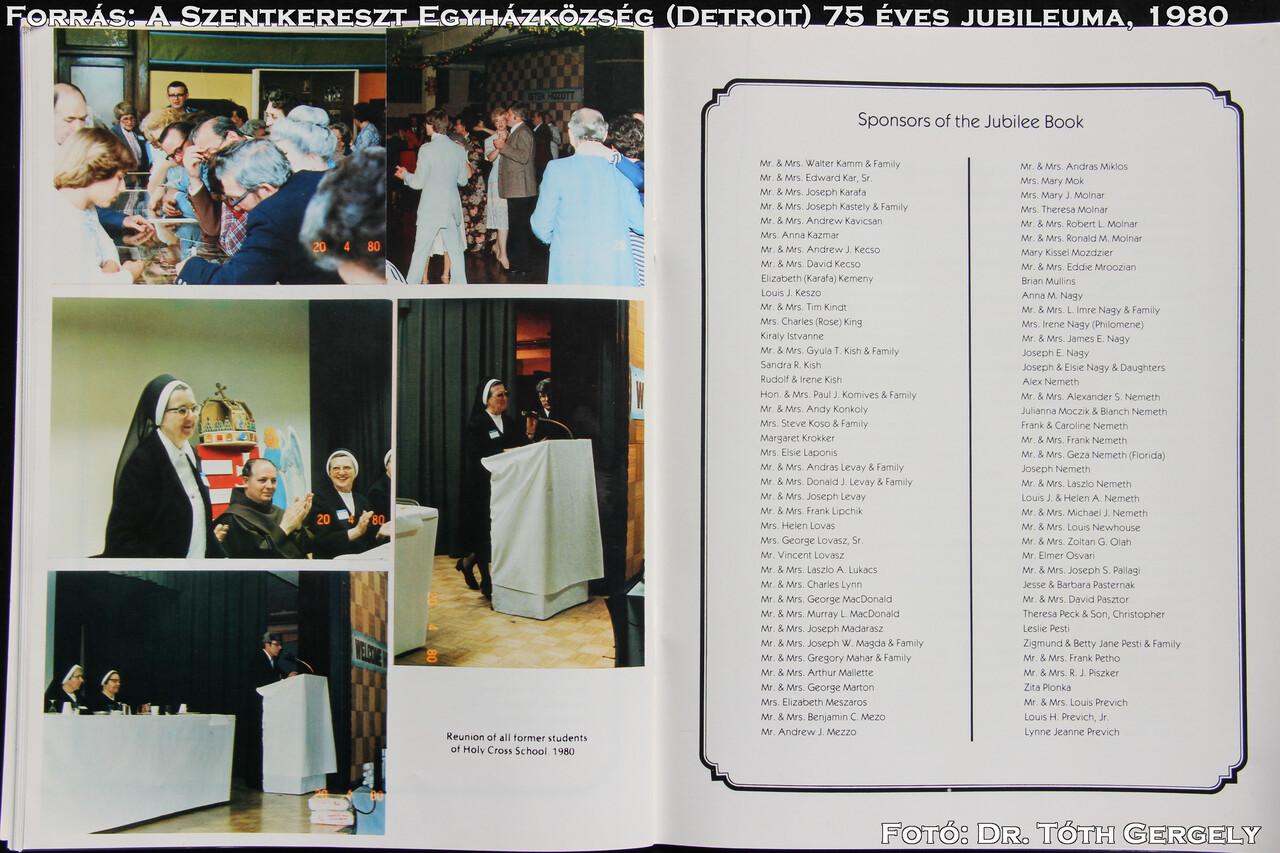 Forrás: A Szentkereszt Egyházközség (Detroit) 75 éves jubileuma, 1980
ISTEN HOZOTT
20 4 80
20 4 80
80
WELCOME
80
Reunion of all former students
of Holy Cross School 1980
Sponsors of the Jubilee Book
Mr. & Mrs. Walter Kamm & Family
Mr. & Mrs. Edward Kar, Sr.
Mr. & Mrs. Joseph Karafa
Mr. & Mrs. Joseph Kastely & Family
Mr. & Mrs. Andrew Kavicsan
Mrs. Anna Kazmar
Mr. & Mrs. Andrew J. Kecso
Mr. & Mrs. David Kecso
Elizabeth (Karafa) Kemeny
Louis J. Keszo
Mr. & Mrs. Tim Kindt
Mrs. Charles (Rose) King
Kiraly Istvanne
Mr. & Mrs. Gyula T. Kish & Family
Sandra R. Kish
Rudolf & Irene Kish
Hon. & Mrs. Paul J. Komives & Family
Mr. & Mrs. Andy Konkoly
Mrs. Steve Koso & Family
Margaret Krokker
Mrs. Elsie Laponis
Mr. & Mrs. Andras Levay & Family
Mr. & Mrs. Donald J. Levay & Family
Mr. & Mrs. Joseph Levay
Mr. & Mrs. Frank Lipchik
Mrs. Helen Lovas
Mrs. George Lovasz, Sr.
Mr. Vincent Lovasz
Mr. & Mrs. Laszlo A. Lukacs
Mr. & Mrs. Charles Lynn
Mr. & Mrs. George MacDonald
Mr. & Mrs. Murray L. MacDonald
Mr. & Mrs. Joseph Madarasz
Mr. & Mrs. Joseph W. Magda & Family
Mr. & Mrs. Gregory Mahar & Family
Mr. & Mrs. Arthur Mallette
Mr. & Mrs. George Marton
Mrs. Elizabeth Meszaros
Mr. & Mrs. Benjamin C. Mezo
Mr. Andrew J. Mezzo
Mr. & Mrs. Andras Miklos
Mrs. Mary Mok
Mrs. Mary J. Molnar
Mrs. Theresa Molnar
Mr. & Mrs. Robert L. Molnar
Mr. & Mrs. Ronald M. Molnar
Mary Kissel Mozdzier
Mr. & Mrs. Eddie Mroozian
Brian Mullins
Anna M. Nagy
Mr. & Mrs. L. Imre Nagy & Family
Mrs. Irene Nagy (Philomene)
Mr. & Mrs. James E. Nagy
Joseph E. Nagy
Joseph & Elsie Nagy & Daughters
Alex Nemeth
Mr. & Mrs. Alexander S. Nemeth
Julianna Moczik & Blanch Nemeth
Frank & Caroline Nemeth
Mr. & Mrs. Frank Nemeth
Mr. & Mrs. Geza Nemeth (Florida)
Joseph Nemeth
Mr. & Mrs. Laszlo Nemeth
Louis J. & Helen A. Nemeth
Mr. & Mrs. Michael J. Nemeth
Mr. & Mrs. Louis Newhouse
Mr. & Mrs. Zoltan G. Olah
Mr. Elmer Osvari
Mr. & Mrs. Joseph S. Pallagi
Jesse & Barbara Pasternak
Mr. & Mrs. David Pasztor
Theresa Peck & Son, Christopher
Leslie Pesti
Zigmund & Betty Jane Pesti & Family
Mr. & Mrs. Frank Petho
Mr. & Mrs. R. J. Piszker
Zita Plonka
Mr. & Mrs. Louis Previch
Louis H. Previch, Jr.
Lynne Jeanne Previch
Fotó: Dr. Tóth Gergely